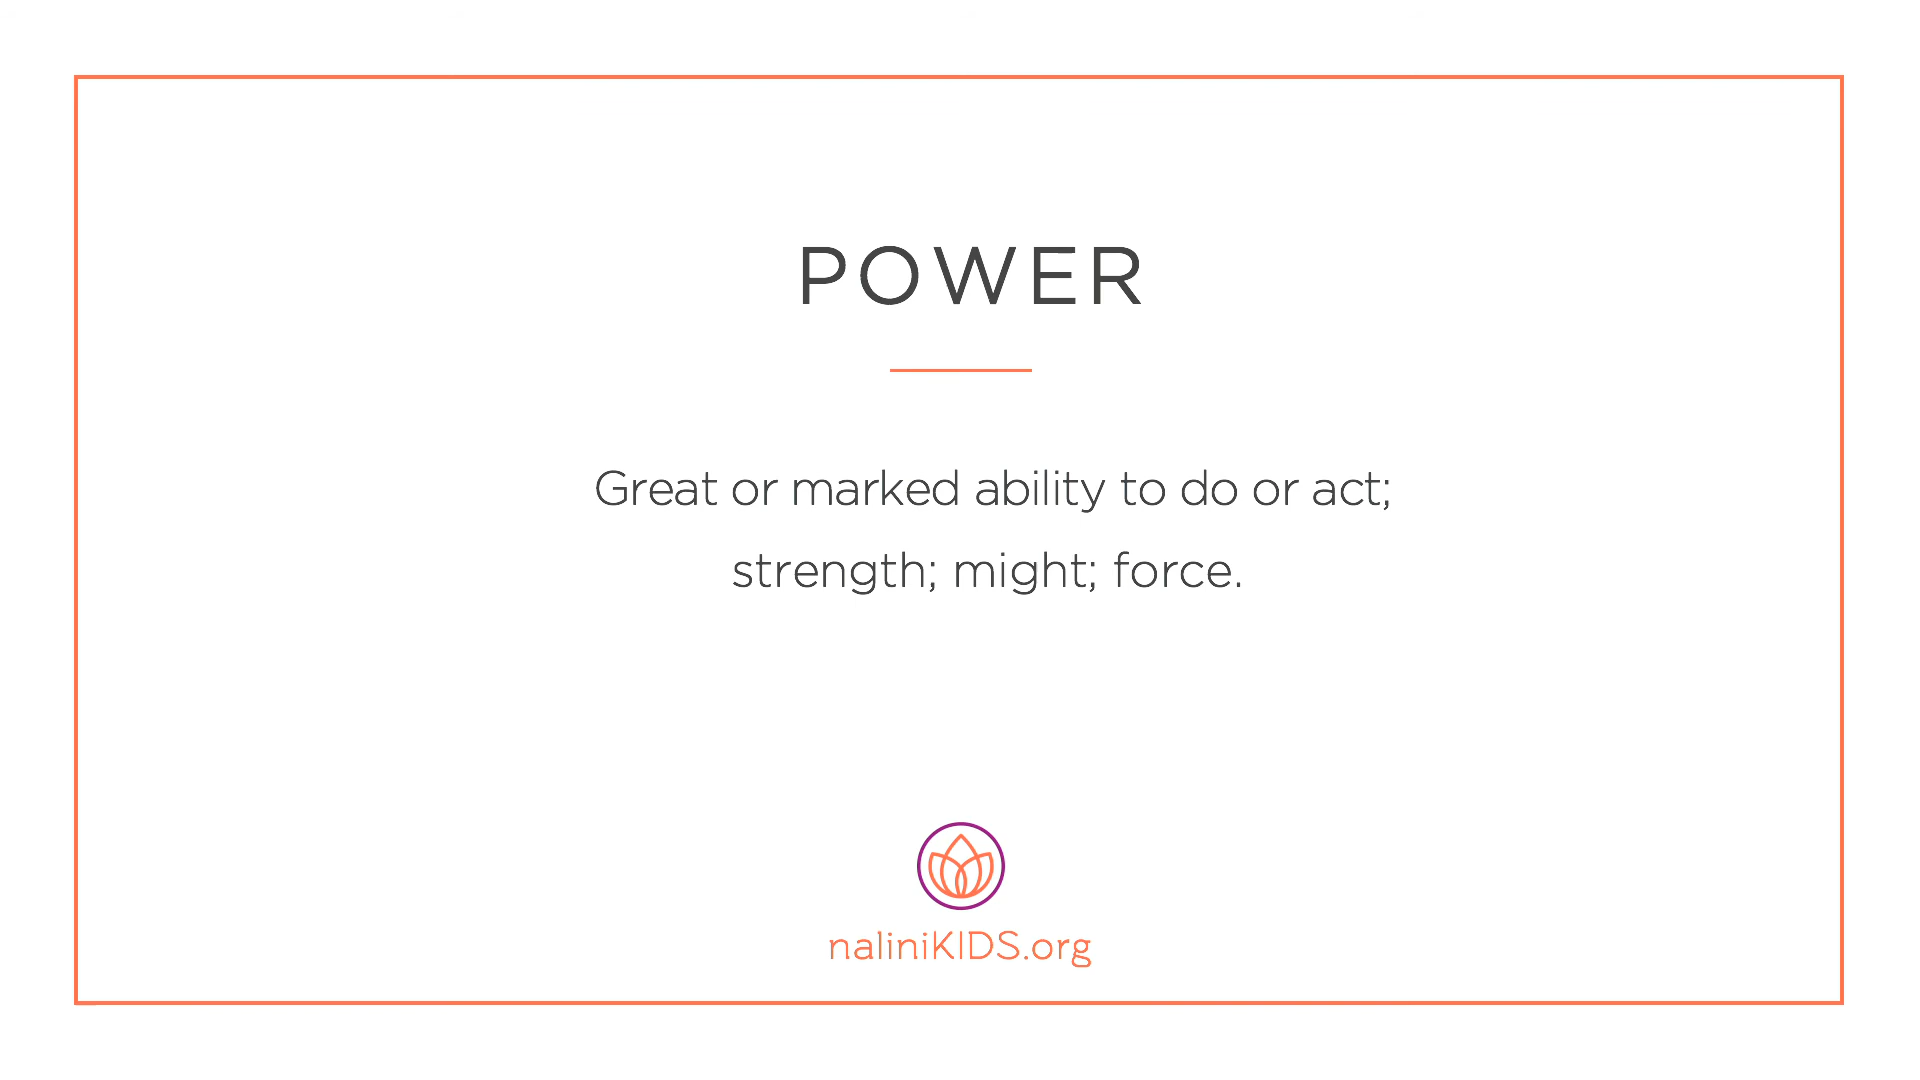 POWER
Great or marked ability to do or act;
strength; might; force.
naliniKIDS.org